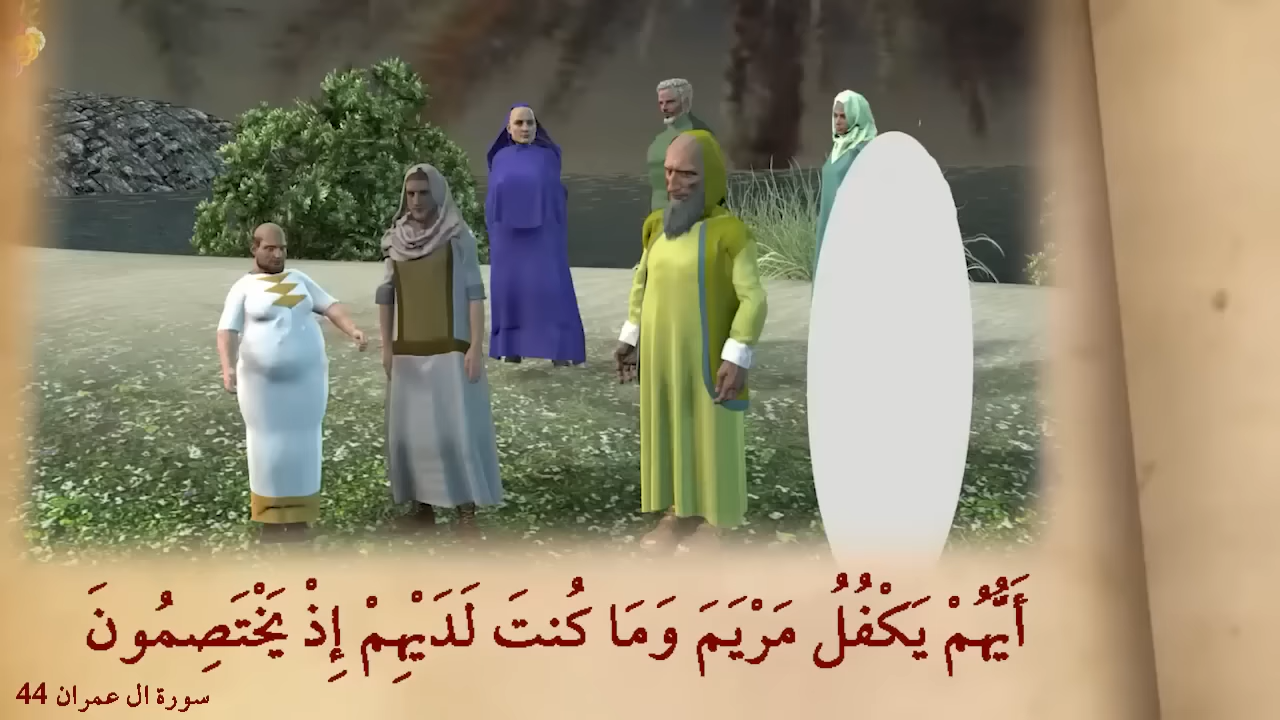 أَيُّهُمْ يَكْفُلُ مَرْيَمَ وَمَا كُنتَ لَدَيْهِمْ إِذْ يَخْتَصِمُونَ
سورة ال عمران 44